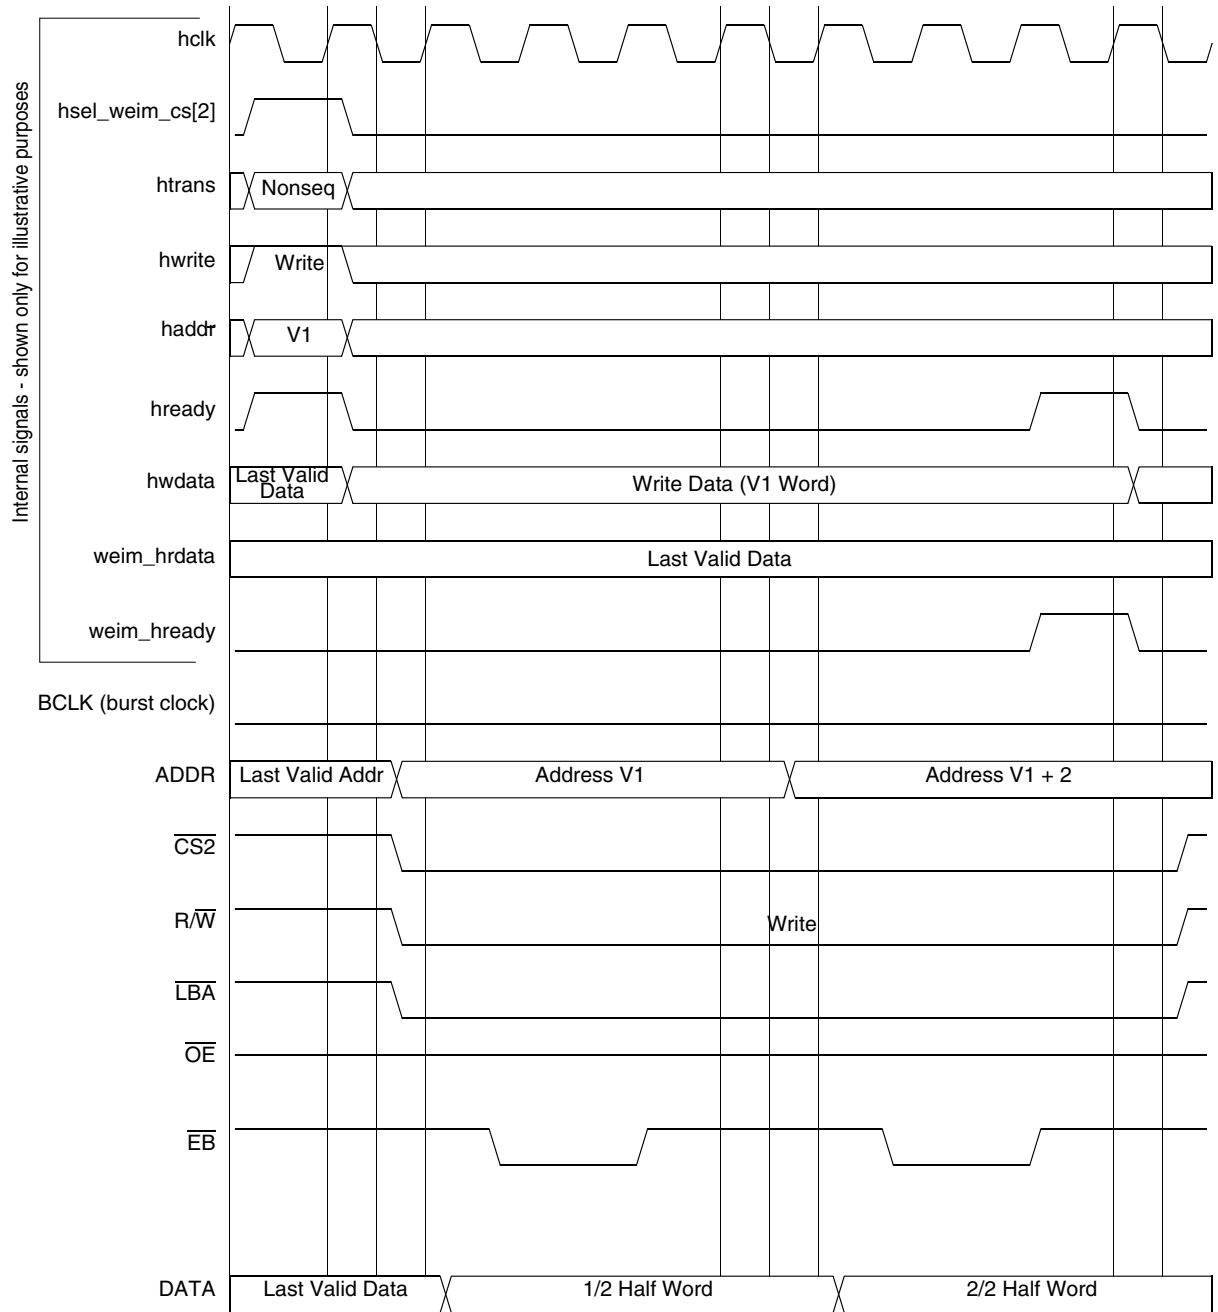 Internal signals - shown only for illustrative purposes
hclk
hsel_weim_cs[2]
htrans
Nonseq
hwrite
Write
haddr
V1
hready
hwdata
Last Valid
Data
Write Data (V1 Word)
weim_hrdata
Last Valid Data
weim_hready
BCLK (burst clock)
ADDR
Last Valid Addr
Address V1
Address V1 + 2
CS2
R/W
Write
LBA
OE
EB
DATA
Last Valid Data
1/2 Half Word
2/2 Half Word